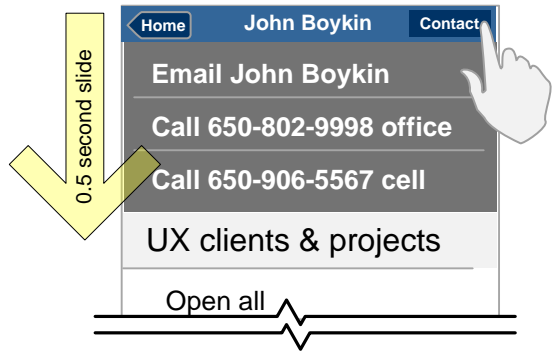 Home John Boykin Contact
0.5 second slide
Email John Boykin
Call 650-802-9998 office
Call 650-906-5567 cell
UX clients & projects
Open all